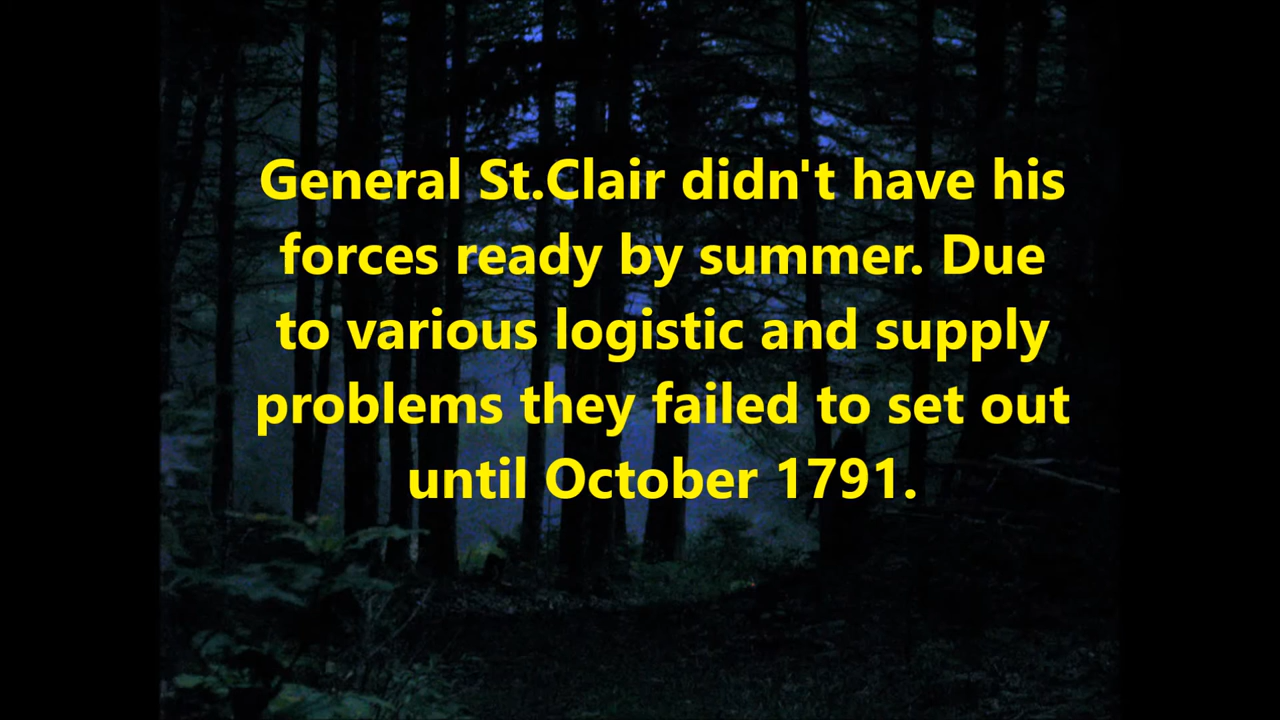 General St.Clair didn't have his
forces ready by summer. Due
to various logistic and supply
problems they failed to set out
until October 1791.